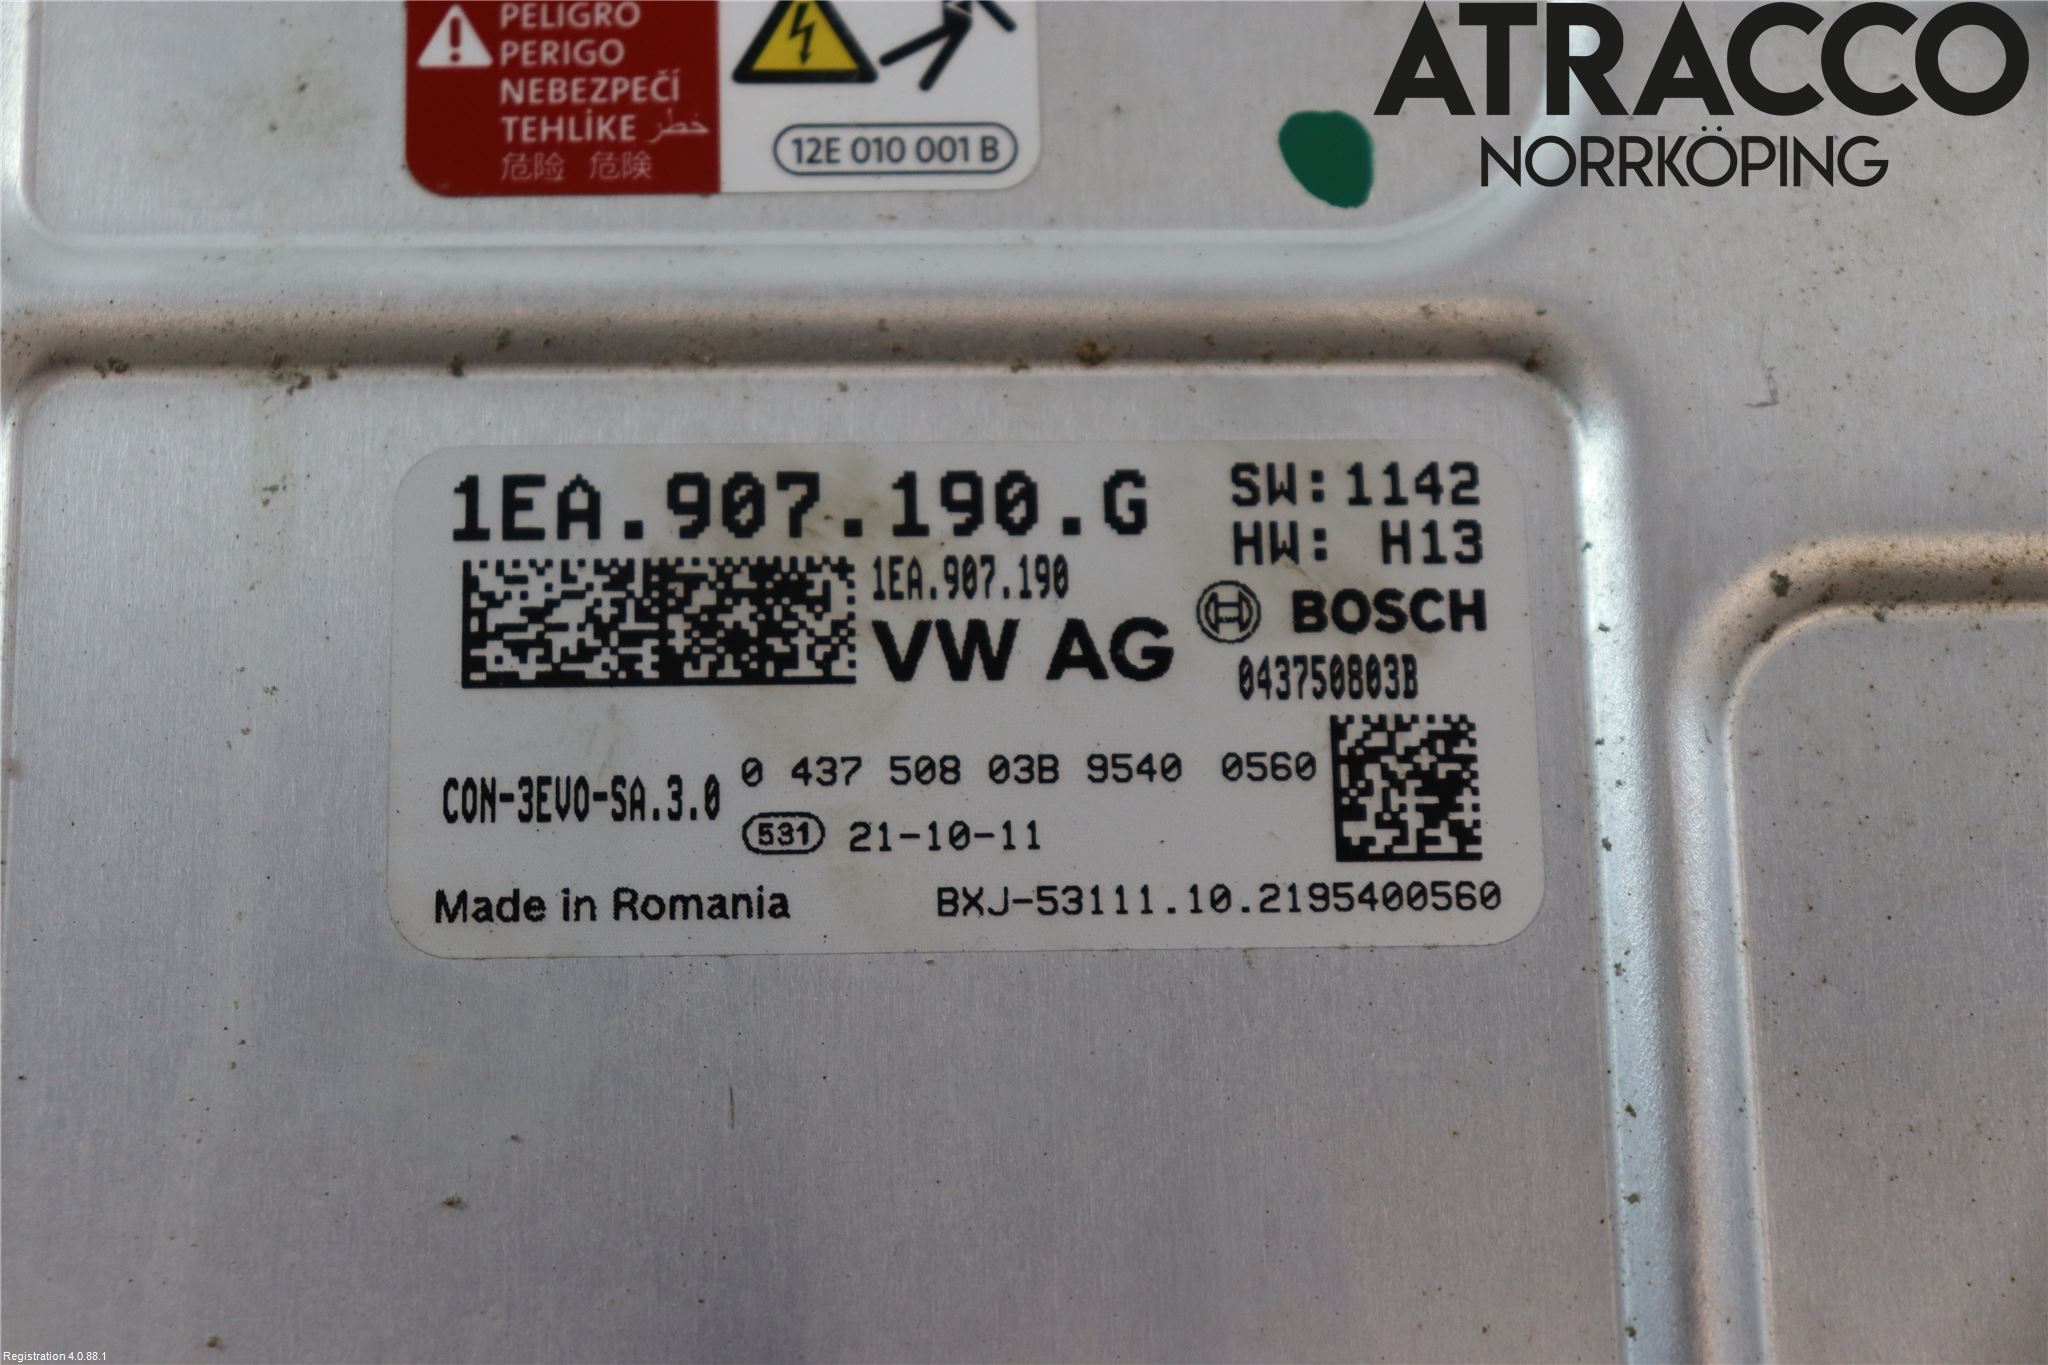 PELIGRO
PERIGO
NEBEZPEČÍ
TEHLİKE خطر
危险 危険
12E 010 001 B
ATRACCO
NORRKÖPING
1EA.907.190.G
SW:1142
HW: H13
1EA.907.190
VW AG
BOSCH
043750803B
CON-3EVO-SA.3.0
0 437 508 03B 9540 0560
531 21-10-11
Made in Romania
BXJ-53111.10.2195400560
Registration 4.0.88.1